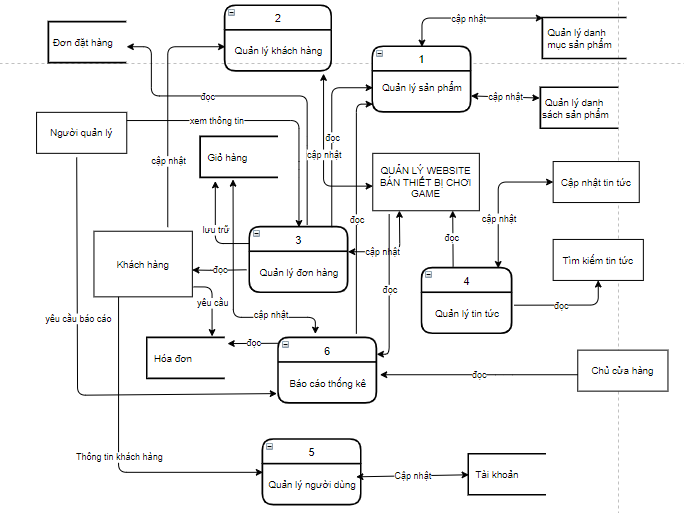 2
Quản lý khách hàng
Đơn đặt hàng
cập nhật
Quản lý danh
mục sản phẩm
1
Quản lý sản phẩm
cập nhật
Quản lý danh
sách sản phẩm
đọc
xem thông tin
Người quản lý
đọc
cập nhật
cập nhật
Giỏ hàng
QUẢN LÝ WEBSITE
BÁN THIẾT BỊ CHƠI
GAME
Cập nhật tin tức
lưu trữ
đọc
cập nhật
3
Quản lý đơn hàng
cập nhật
đọc
Tìm kiếm tin tức
Khách hàng
đọc
4
Quản lý tin tức
đọc
đọc
yêu cầu
yêu cầu báo cáo
cập nhật
đọc
6
Báo cáo thống kê
Hóa đơn
đọc
Chủ cửa hàng
Thông tin khách hàng
5
Quản lý người dùng
Cập nhật
Tài khoản